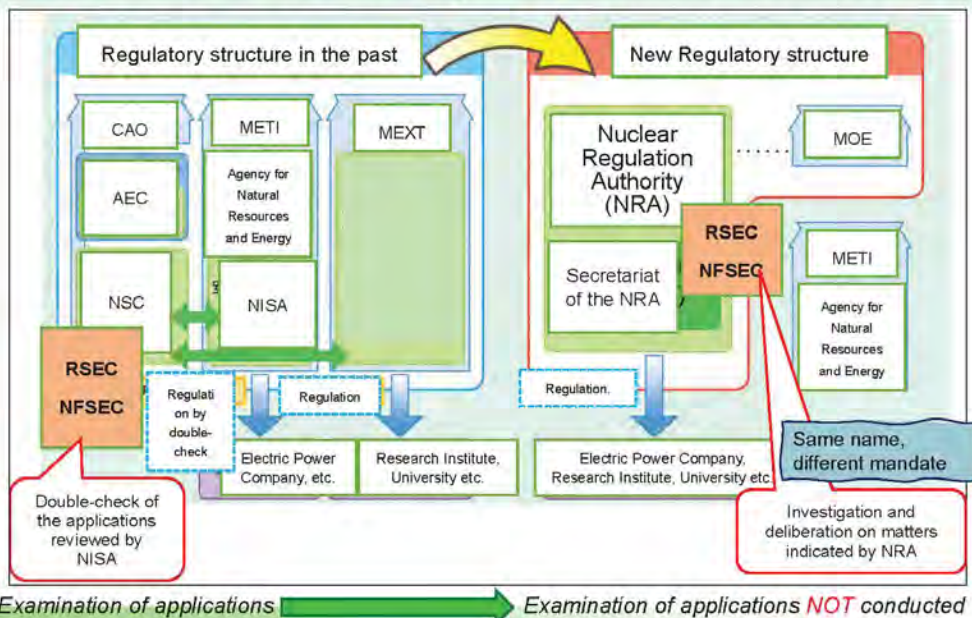 Regulatory structure in the past
New Regulatory structure
CAO
METI
MEXT
AEC
Agency for
Natural
Resources
and Energy
NSC
NISA
RSEC
NFSEC
Regulati
on by
double-
check
Regulation
Electric Power
Company, etc.
Research Institute,
University etc.
Double-check of
the applications
reviewed by
NISA
Nuclear
Regulation
Authority
(NRA)
MOE
Secretariat
of the NRA
RSEC
NFSEC
METI
Agency for
Natural
Resources
and Energy
Regulation.
Electric Power Company,
Research Institute, University etc.
Same name,
different mandate
Investigation and
deliberation on matters
indicated by NRA
Examination of applications
Examination of applications NOT conducted